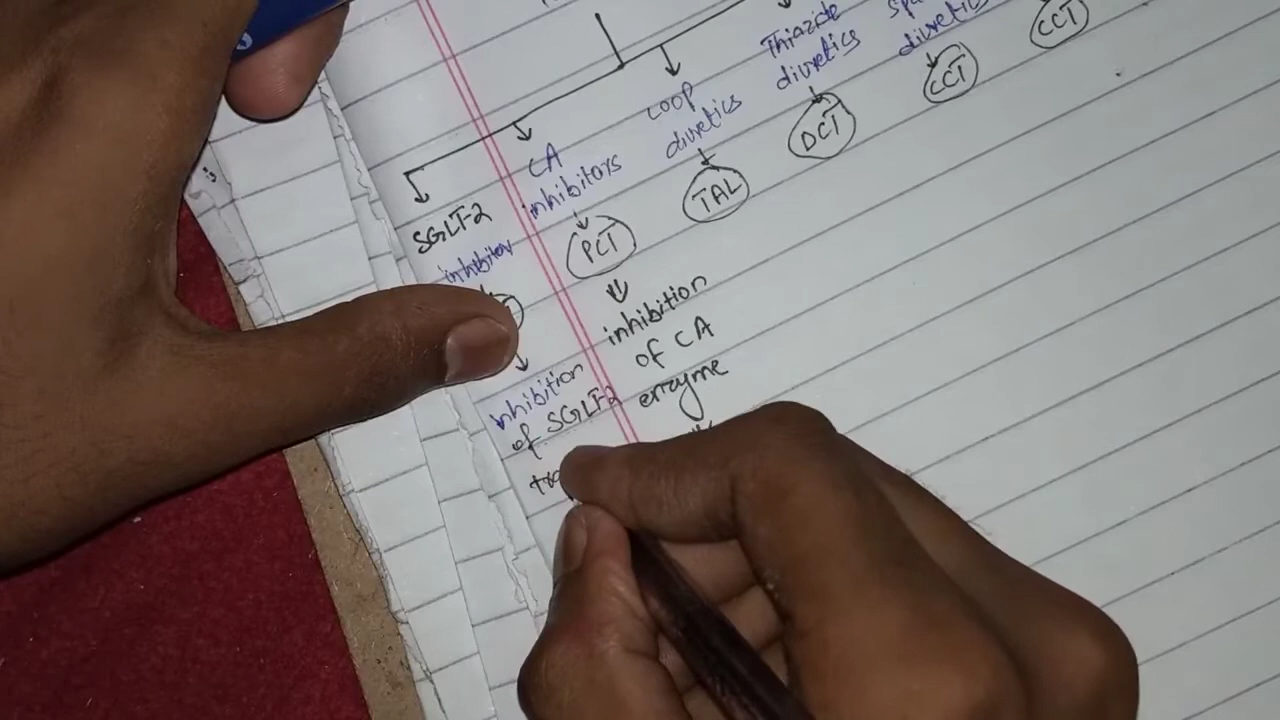 SGLT-2
inhibitor
inhibition
of SGLT-2
CA
inhibitors
PCT
inhibition
of CA
enzyme
LOOP
diuretics
TAL
Thiazide
diuretics
DCT
diuretics
CCT
CCT